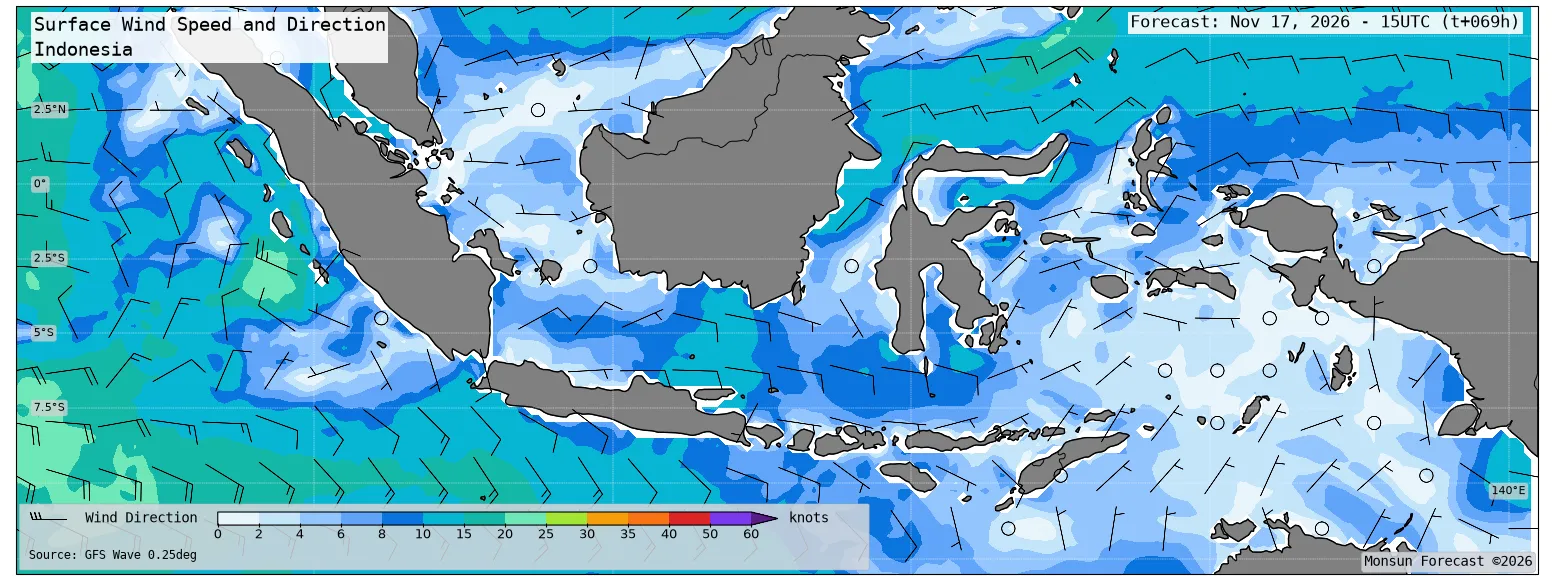 Surface Wind Speed and Direction
Indonesia
Forecast: Nov 17, 2026 - 15UTC (t+069h)
2.5°N
0°
2.5°S
5°S
7.5°S
140°E
Wind Direction
0 2 4 6 8 10 15 20 25 30 35 40 50 60 knots
Source: GFS Wave 0.25deg
Monsun Forecast ©2026